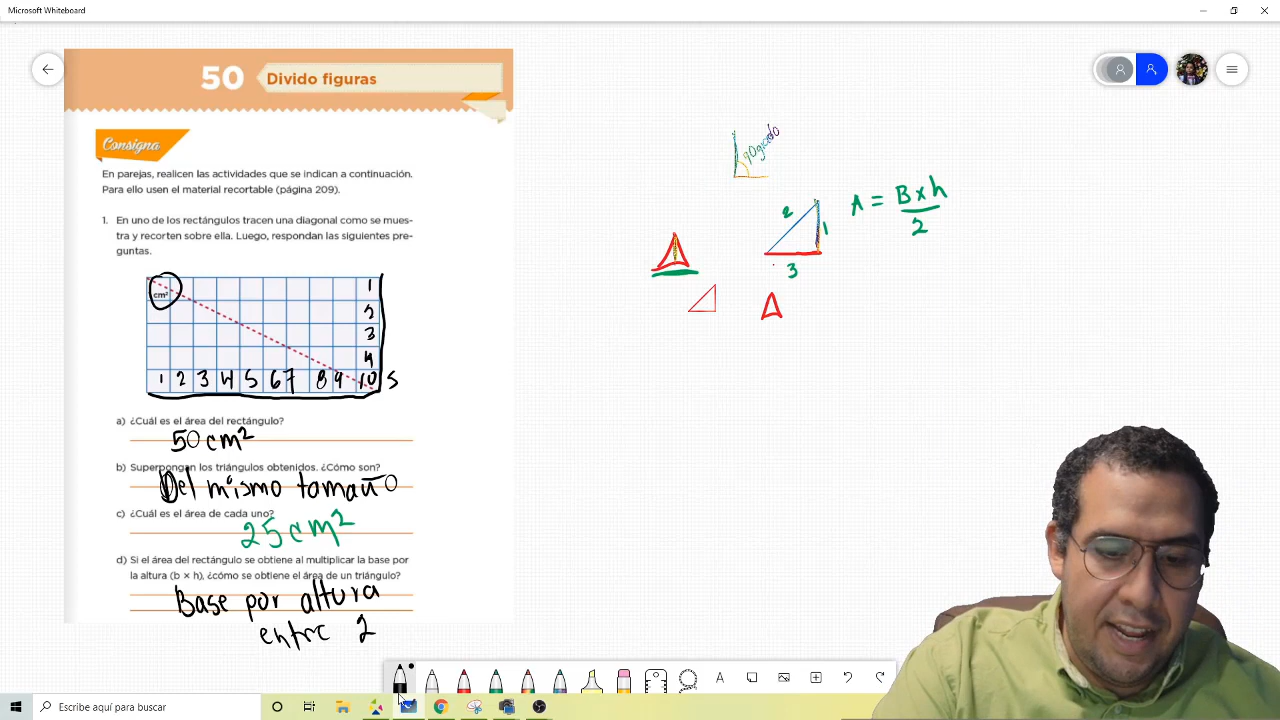 Microsoft Whiteboard
50 Divido figuras
Consigna
En parejas, realicen las actividades que se indican a continuación.
Para ello usen el material recortable (página 209).
1. En uno de los rectángulos tracen una diagonal como se mues-
tra y recorten sobre ella. Luego, respondan las siguientes pre-
guntas.
cm²
1
2
3
4
1 2 3 4 5 6 7 8 9 10 5
a) ¿Cuál es el área del rectángulo?
50 cm²
b) Superpongan los triángulos obtenidos. ¿Cómo son?
Del mismo tamaño
c) ¿Cuál es el área de cada uno?
25 cm²
d) Si el área del rectángulo se obtiene al multiplicar la base por
la altura (b × h), ¿cómo se obtiene el área de un triángulo?
Base por altura
entre 2
2
1
3
A = B x h
2
Escribe aquí para buscar